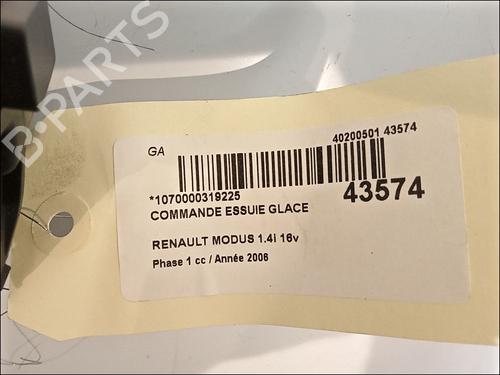 B·PARTS
GA
40200501 43574
*1070000319225
43574
COMMANDE ESSUIE GLACE
RENAULT MODUS 1.4i 16v
Phase 1 cc / Année 2006